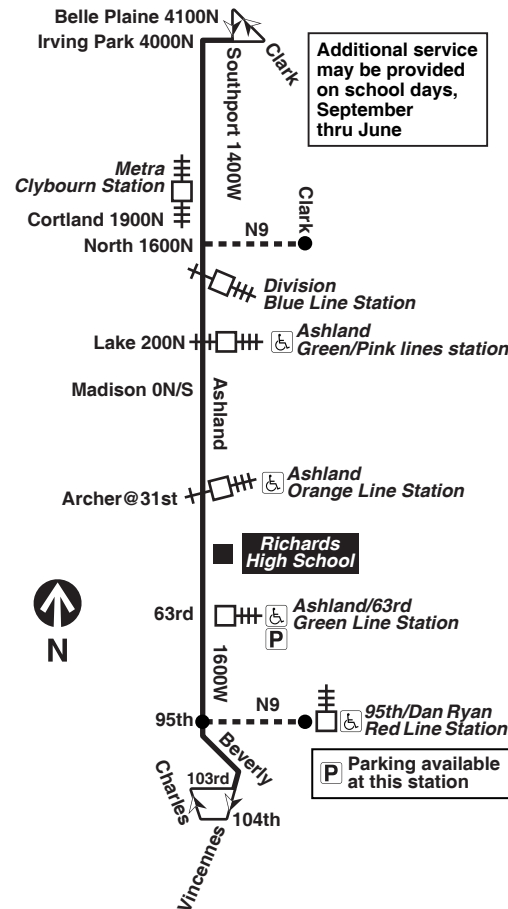 Belle Plaine 4100N
Irving Park 4000N
Clark
Southport 1400W
Additional service
may be provided
on school days,
September
thru June
Metra
Clybourn Station
Cortland 1900N
North 1600N
N9
Clark
Division
Blue Line Station
Lake 200N
Ashland
Green/Pink lines station
Madison 0N/S
Ashland
Archer@31st
Ashland
Orange Line Station
Richards
High School
N
63rd
Ashland/63rd
Green Line Station
P
1600W
95th
N9
95th/Dan Ryan
Red Line Station
Beverly
P Parking available
at this station
103rd
Charles
104th
Vincennes